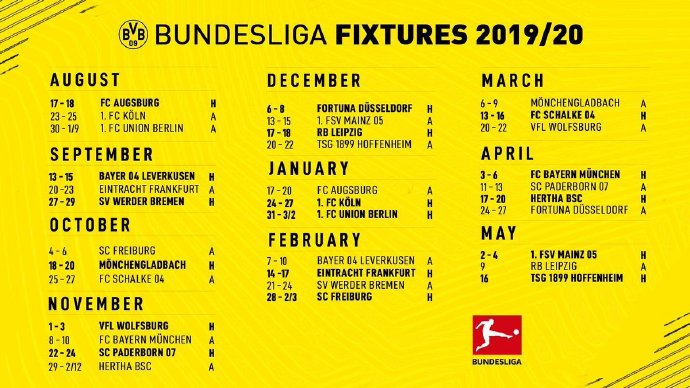 BVB 09 BUNDESLIGA FIXTURES 2019/20
AUGUST
17 - 18 FC AUGSBURG H
23 - 25 1. FC KÖLN A
30 - 1/9 1. FC UNION BERLIN A
SEPTEMBER
13 - 15 BAYER 04 LEVERKUSEN H
20 - 23 EINTRACHT FRANKFURT A
27 - 29 SV WERDER BREMEN H
OCTOBER
4 - 6 SC FREIBURG A
18 - 20 MÖNCHENGLADBACH H
25 - 27 FC SCHALKE 04 A
NOVEMBER
1 - 3 VFL WOLFSBURG H
8 - 10 FC BAYERN MÜNCHEN A
22 - 24 SC PADERBORN 07 H
29 - 2/12 HERTHA BSC A
DECEMBER
6 - 8 FORTUNA DÜSSELDORF H
13 - 15 1. FSV MAINZ 05 A
17 - 18 RB LEIPZIG H
20 - 22 TSG 1899 HOFFENHEIM A
JANUARY
17 - 20 FC AUGSBURG A
24 - 27 1. FC KÖLN H
31 - 3/2 1. FC UNION BERLIN H
FEBRUARY
7 - 10 BAYER 04 LEVERKUSEN A
14 - 17 EINTRACHT FRANKFURT H
21 - 24 SV WERDER BREMEN A
28 - 2/3 SC FREIBURG H
MARCH
6 - 9 MÖNCHENGLADBACH A
13 - 16 FC SCHALKE 04 H
20 - 22 VFL WOLFSBURG A
APRIL
3 - 6 FC BAYERN MÜNCHEN H
11 - 13 SC PADERBORN 07 A
17 - 20 HERTHA BSC H
24 - 27 FORTUNA DÜSSELDORF A
MAY
2 - 4 1. FSV MAINZ 05 H
9 RB LEIPZIG A
16 TSG 1899 HOFFENHEIM H
BUNDESLIGA